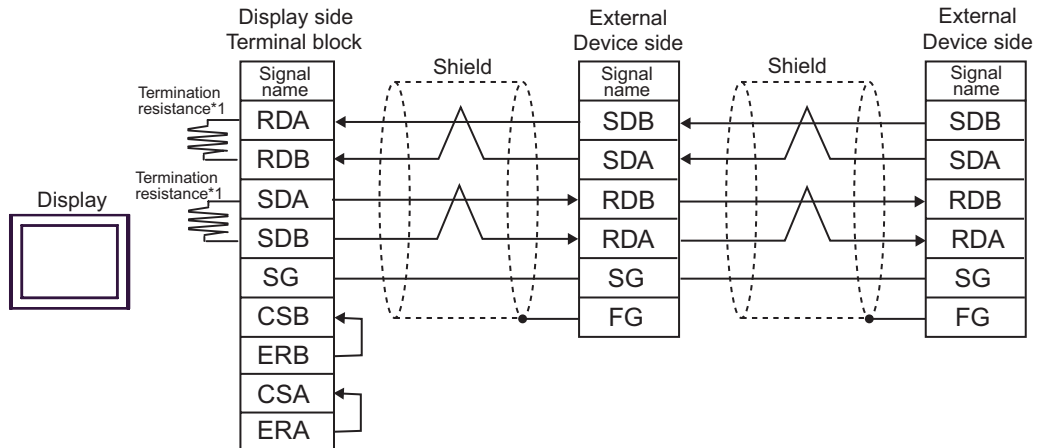 Display side
Terminal block
External
Device side
External
Device side
Signal
name
Shield
Signal
name
Shield
Signal
name
Termination
resistance*1
RDA
SDB
SDB
RDB
SDA
SDA
Termination
resistance*1
Display
SDA
RDB
RDB
SDB
RDA
RDA
SG
SG
SG
CSB
FG
FG
ERB
CSA
ERA